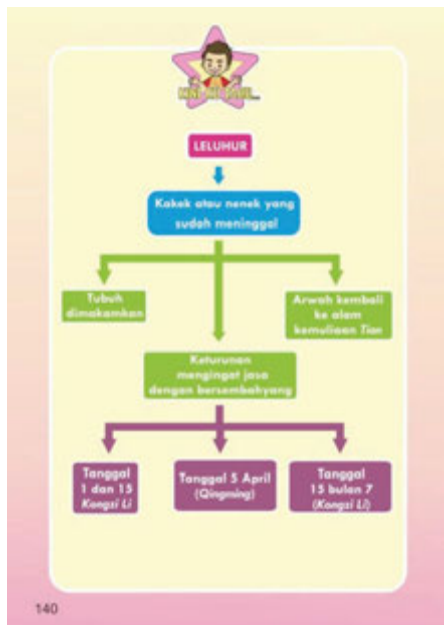 LELUHUR
Kakek atau nenek yang
sudah meninggal
Tubuh
dimakamkan
Arwah kembali
ke alam
kemuliaan Tian
Keturunan
mengingat jasa
dengan bersembahyang
Tanggal
1 dan 15
Kongzi Li
Tanggal 5 April
(Qingming)
Tanggal
15 bulan 7
(Kongzi Li)
140